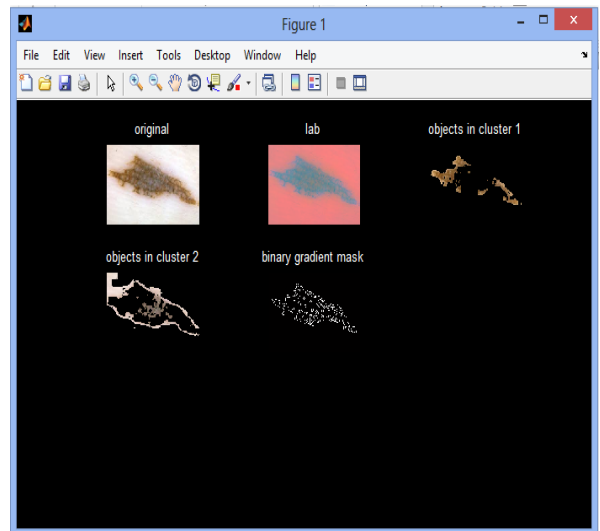 Figure 1
File Edit View Insert Tools Desktop Window Help
original lab objects in cluster 1
objects in cluster 2 binary gradient mask